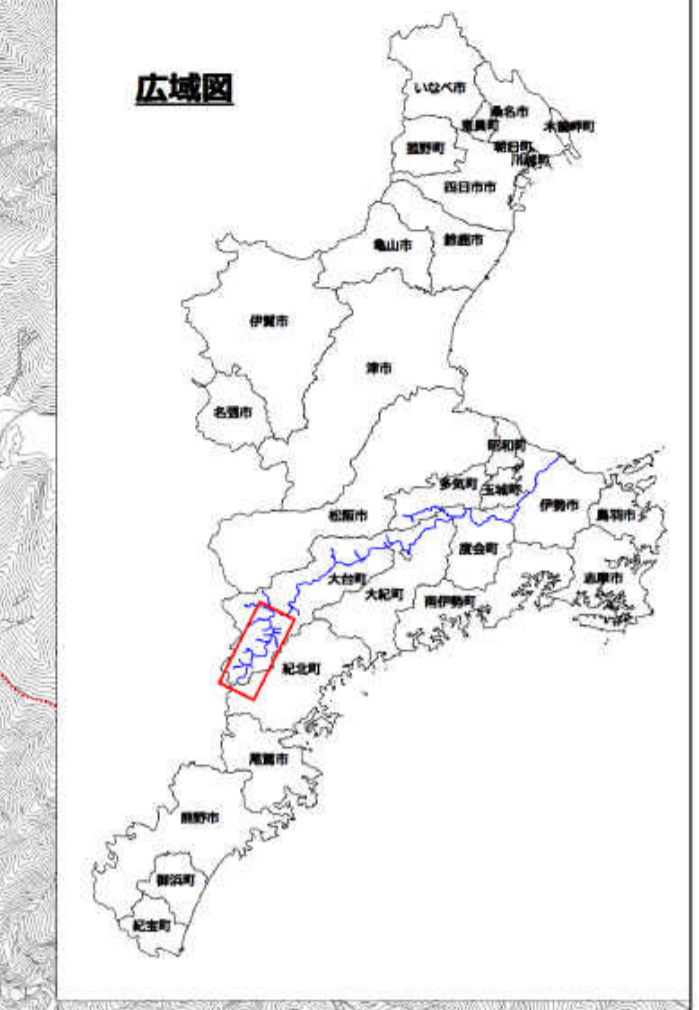 広域図
いなべ市
桑名市
東員町
木曽岬町
朝日町
川越町
菰野町
四日市市
亀山市
鈴鹿市
伊賀市
津市
名張市
明和町
多気町
玉城町
松阪市
伊勢市
鳥羽市
度会町
大台町
志摩市
大紀町
南伊勢町
紀北町
尾鷲市
熊野市
御浜町
紀宝町